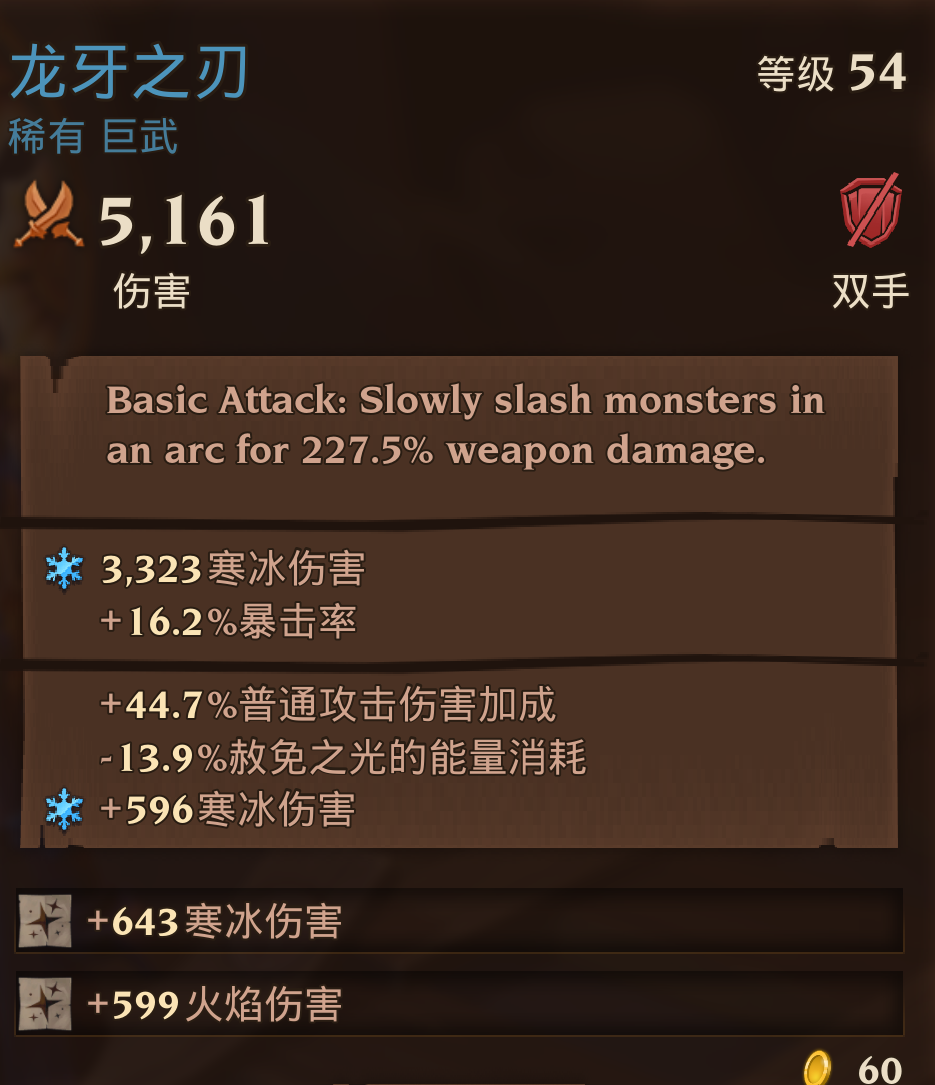 龙牙之刃
等级 54
稀有 巨武
5,161
伤害
双手
Basic Attack: Slowly slash monsters in
an arc for 227.5% weapon damage.
3,323寒冰伤害
+16.2%暴击率
+44.7%普通攻击伤害加成
-13.9%赦免之光的能量消耗
+596寒冰伤害
+643寒冰伤害
+599火焰伤害
60